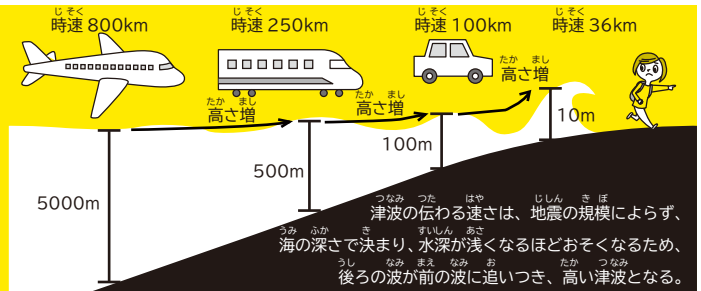 時速800km
時速250km
時速100km
時速36km
高さ増
高さ増
高さ増
5000m
500m
100m
10m
津波の伝わる速さは、地震の規模によらず、
海の深さで決まり、水深が浅くなるほどおそくなるため、
後ろの波が前の波に追いつき、高い津波となる。